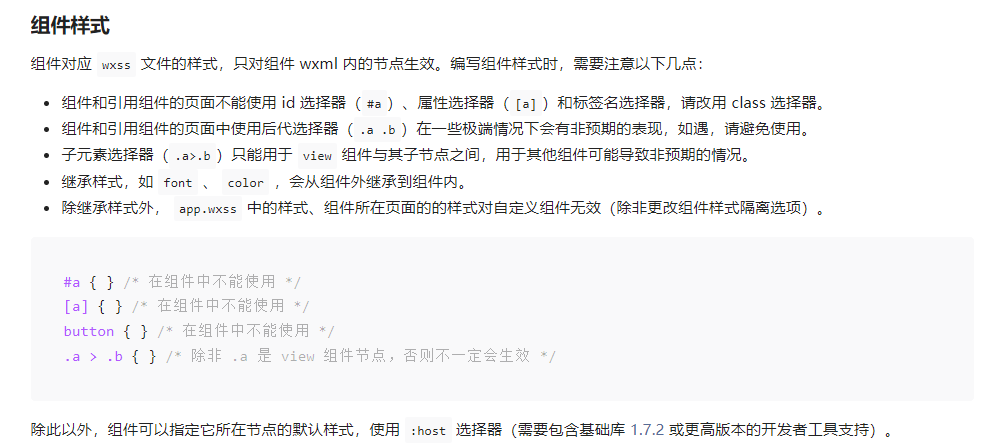 组件样式
组件对应 wxss 文件的样式，只对组件 wxml 内的节点生效。编写组件样式时，需要注意以下几点：
• 组件和引用组件的页面不能使用 id 选择器（ #a ）、属性选择器（ [a] ）和标签名选择器，请改用 class 选择器。
• 组件和引用组件的页面中使用后代选择器（ .a .b ）在一些极端情况下会有非预期的表现，如遇，请避免使用。
• 子元素选择器（ .a>.b ）只能用于 view 组件与其子节点之间，用于其他组件可能导致非预期的情况。
• 继承样式，如 font 、 color ，会从组件外继承到组件内。
• 除继承样式外， app.wxss 中的样式、组件所在页面的的样式对自定义组件无效（除非更改组件样式隔离选项）。
#a { } /* 在组件中不能使用 */
[a] { } /* 在组件中不能使用 */
button { } /* 在组件中不能使用 */
.a > .b { } /* 除非 .a 是 view 组件节点，否则不一定会生效 */
除此以外，组件可以指定它所在节点的默认样式，使用 :host 选择器（需要包含基础库 1.7.2 或更高版本的开发者工具支持）。